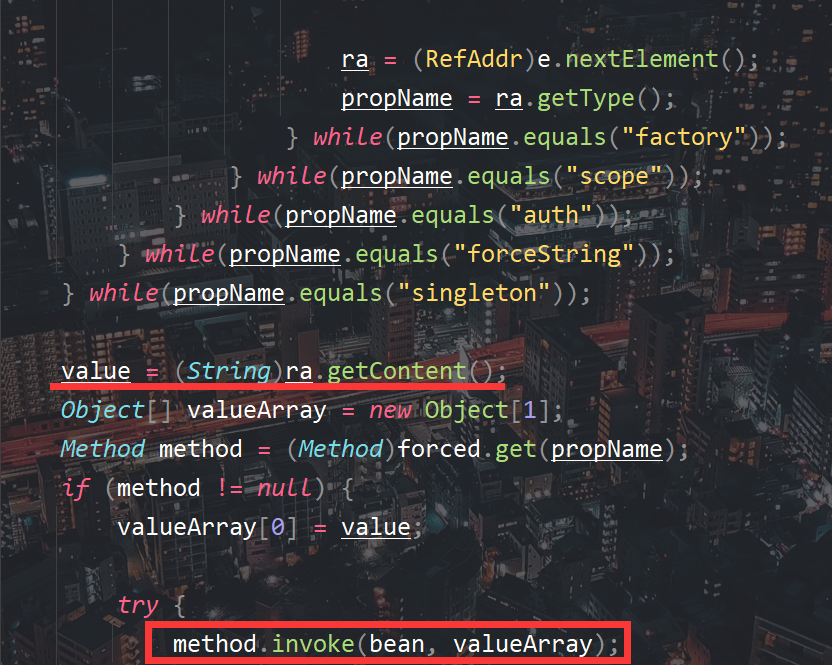 ra = (RefAddr)e.nextElement();
propName = ra.getType();
} while(propName.equals("factory"));
} while(propName.equals("scope"));
} while(propName.equals("auth"));
} while(propName.equals("forceString"));
} while(propName.equals("singleton"));
value = (String)ra.getContent();
Object[] valueArray = new Object[1];
Method method = (Method)forced.get(propName);
if (method != null) {
valueArray[0] = value;
try {
method.invoke(bean, valueArray);